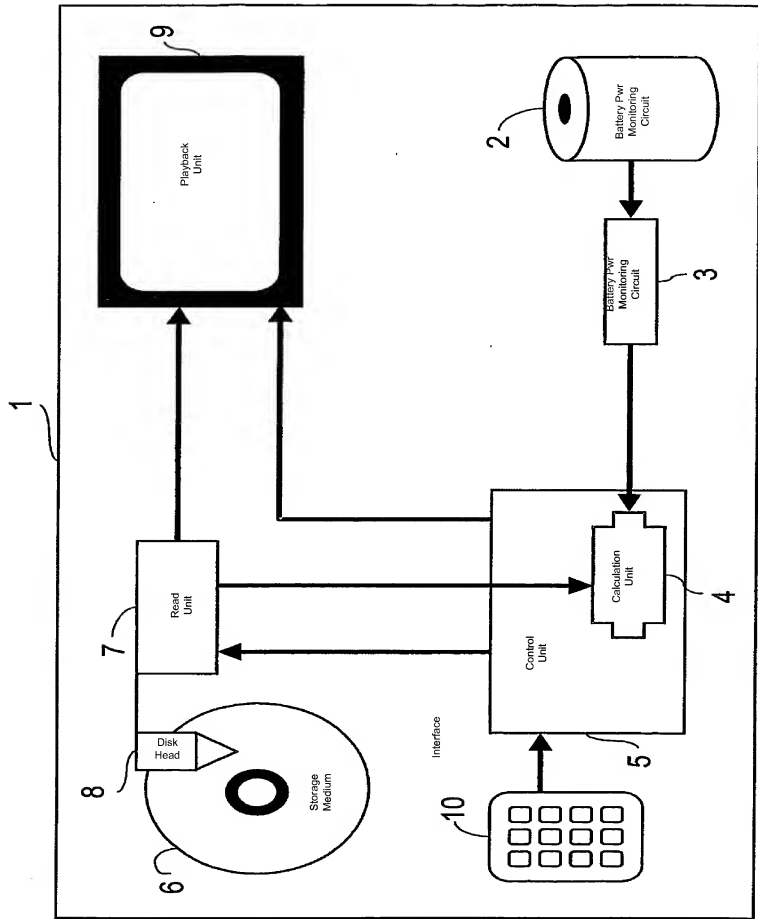 1
9
Playback
Unit
2
Battery Pwr
Monitoring
Circuit
Battery Pwr
Monitoring
Circuit
3
7
Read
Unit
Calculation
Unit
4
Control
Unit
5
8
Disk
Head
Storage
Medium
6
Interface
10